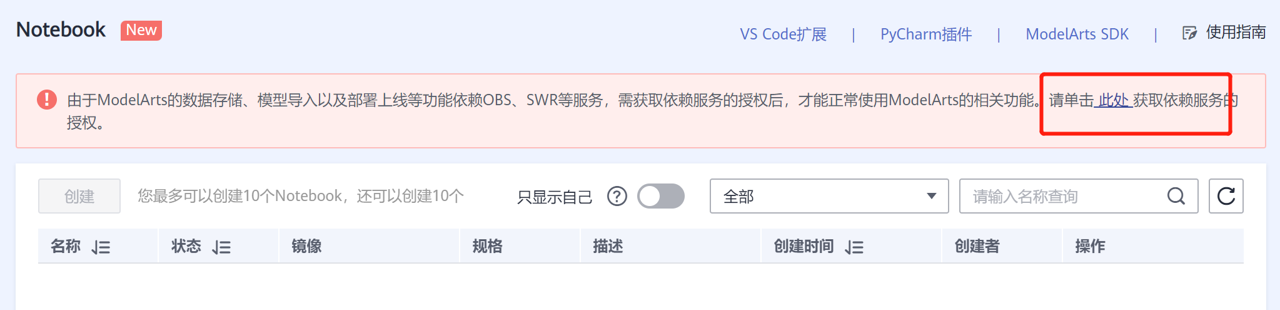 Notebook New
VS Code扩展 | PyCharm插件 | ModelArts SDK | 使用指南
由于ModelArts的数据存储、模型导入以及部署上线等功能依赖OBS、SWR等服务，需获取依赖服务的授权后，才能正常使用ModelArts的相关功能。请单击 此处 获取依赖服务的
授权。
创建 您最多可以创建10个Notebook，还可以创建10个 只显示自己 ? 全部 请输入名称查询
名称 状态 镜像 规格 描述 创建时间 创建者 操作